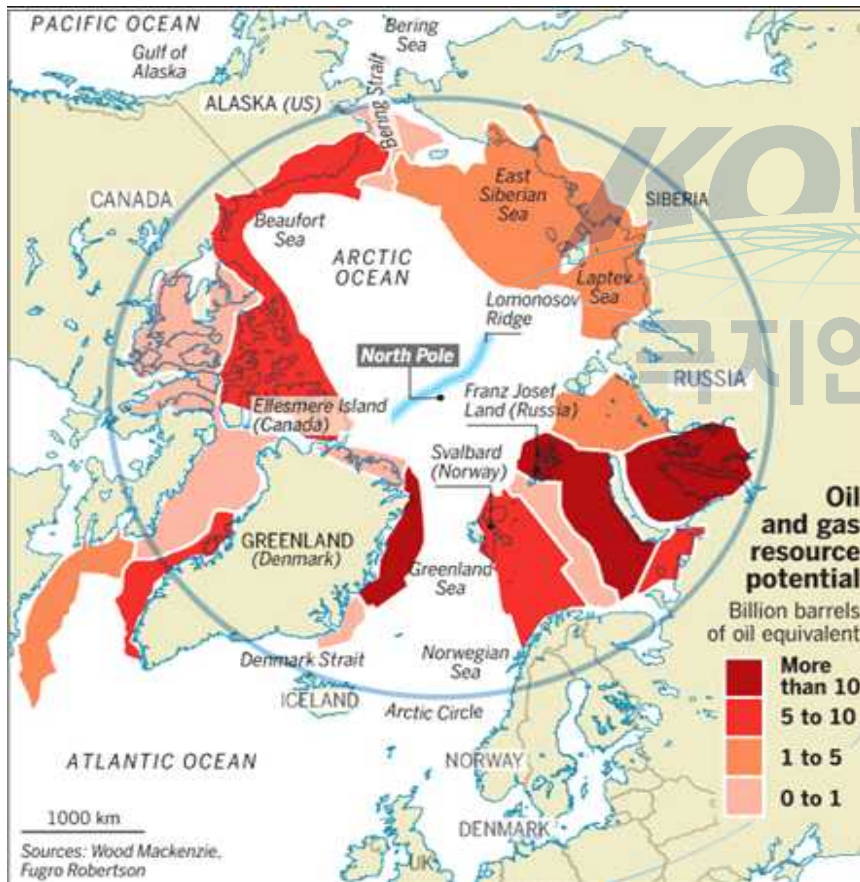 PACIFIC OCEAN
Bering
Sea
Gulf of
Alaska
ALASKA (US)
Bering Strait
CANADA
East
Siberian
Sea
SIBERIA
Beaufort
Sea
ARCTIC
OCEAN
Laptev
Sea
Lomonosov
Ridge
North Pole
RUSSIA
Franz Josef
Land (Russia)
Ellesmere Island
(Canada)
Svalbard
(Norway)
GREENLAND
(Denmark)
Greenland
Sea
Denmark Strait
Norwegian
Sea
ICELAND
Arctic Circle
ATLANTIC OCEAN
NORWAY
DENMARK
UK
1000 km
Sources: Wood Mackenzie,
Fugro Robertson
Oil
and gas
resource
potential
Billion barrels
of oil equivalent
More
than 10
5 to 10
1 to 5
0 to 1
극지연